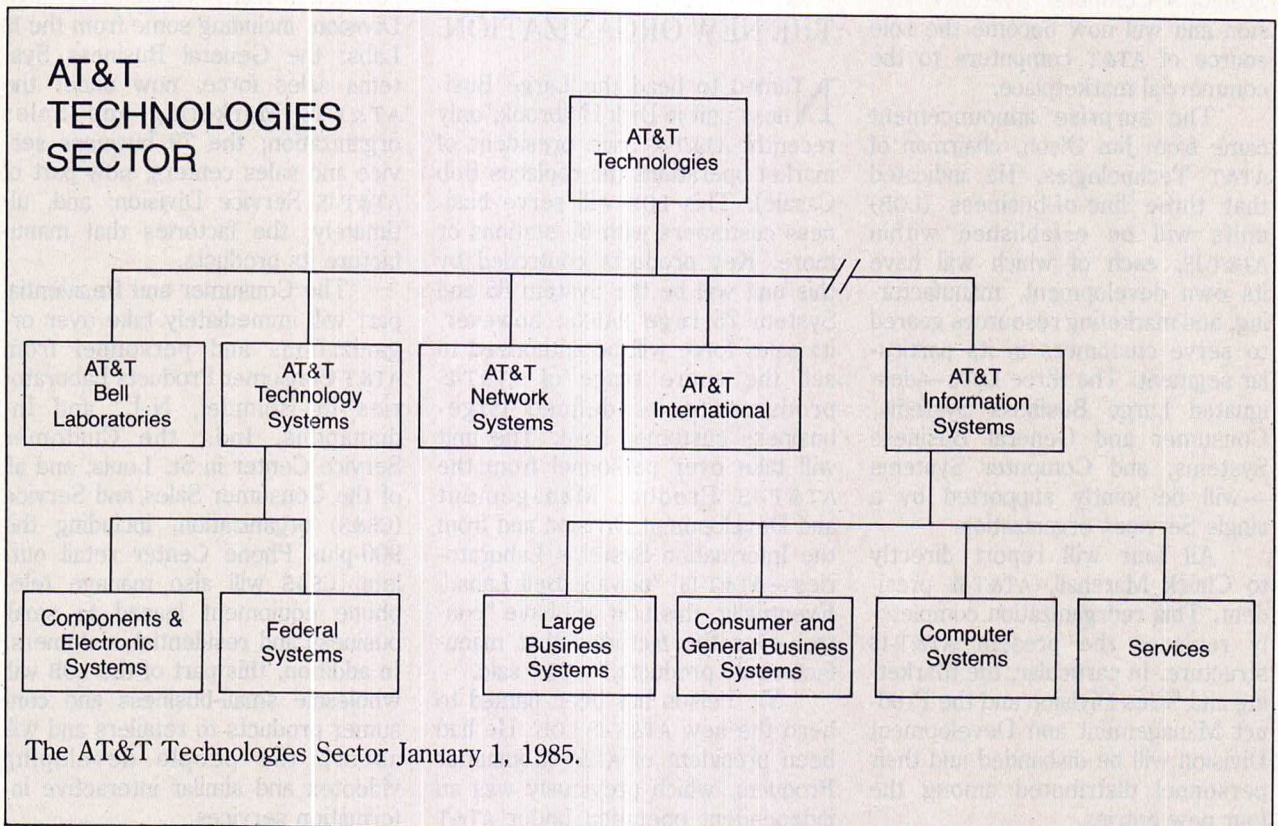 AT&T
TECHNOLOGIES
SECTOR
AT&T
Technologies
AT&T
Bell
Laboratories
AT&T
Technology
Systems
AT&T
Network
Systems
AT&T
International
AT&T
Information
Systems
Components &
Electronic
Systems
Federal
Systems
Large
Business
Systems
Consumer and
General Business
Systems
Computer
Systems
Services
The AT&T Technologies Sector January 1, 1985.